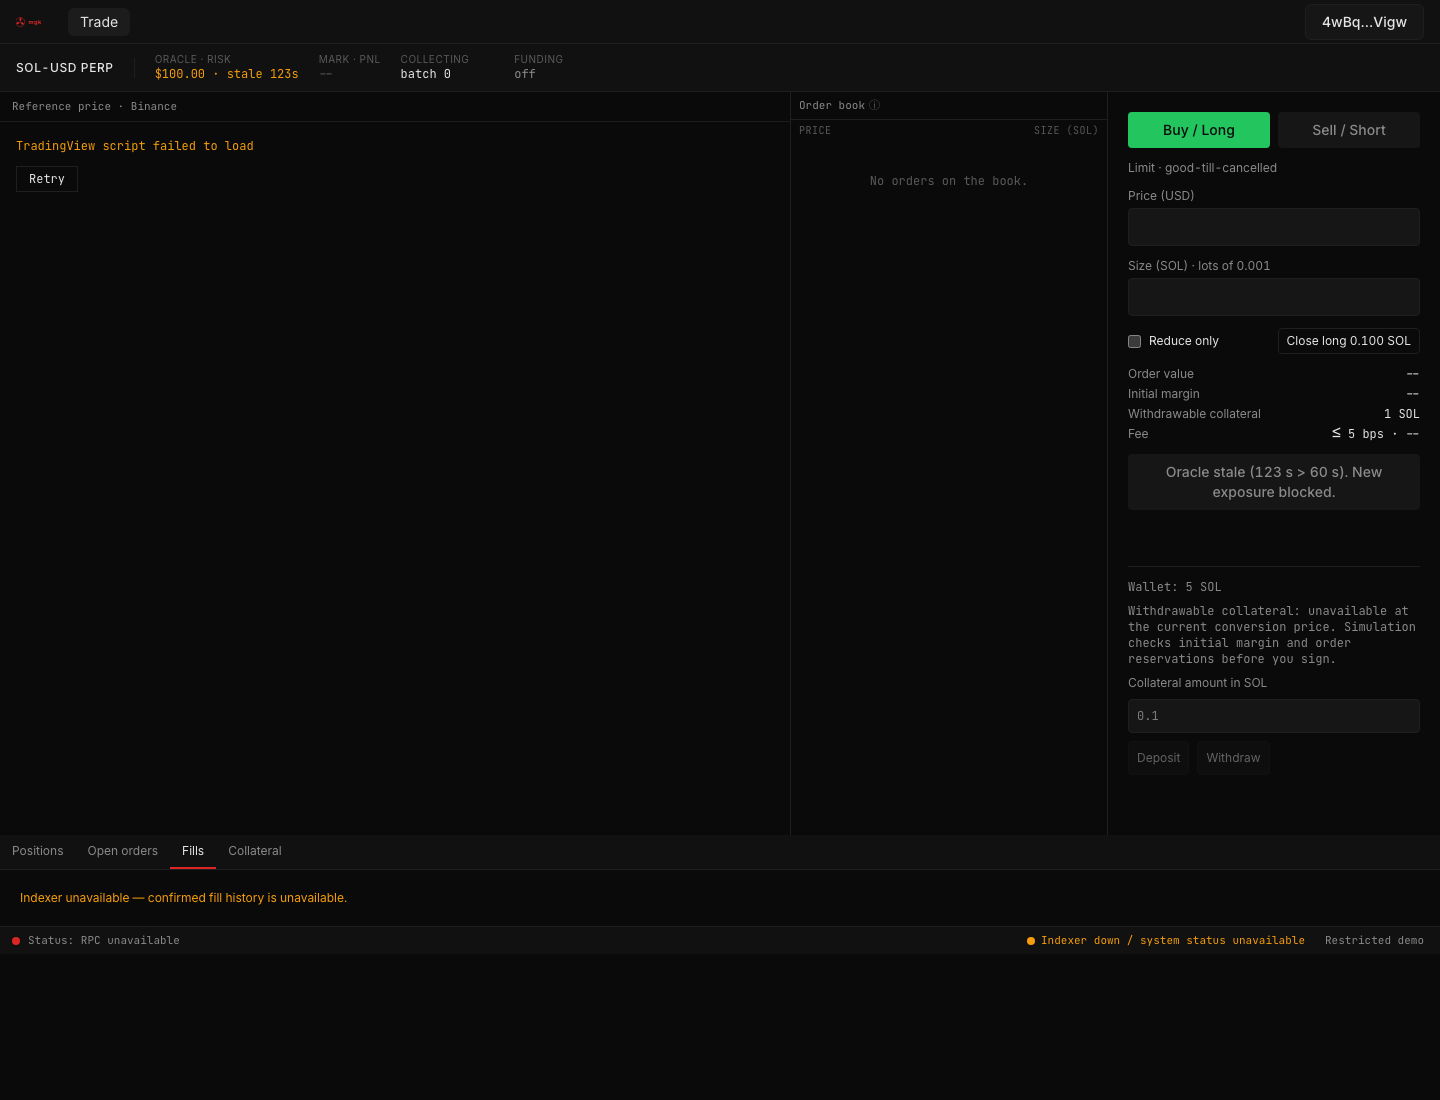 Trade
4wBq...Vigw
SOL-USD PERP
ORACLE · RISK
$100.00 · stale 123s
MARK · PNL
--
COLLECTING
batch 0
FUNDING
off
Reference price · Binance
TradingView script failed to load
Retry
Order book ⓘ
PRICE
SIZE (SOL)
No orders on the book.
Buy / Long
Sell / Short
Limit · good-till-cancelled
Price (USD)
Size (SOL) · lots of 0.001
Reduce only
Close long 0.100 SOL
Order value
--
Initial margin
--
Withdrawable collateral
1 SOL
Fee
≤ 5 bps · --
Oracle stale (123 s > 60 s). New
exposure blocked.
Wallet: 5 SOL
Withdrawable collateral: unavailable at
the current conversion price. Simulation
checks initial margin and order
reservations before you sign.
Collateral amount in SOL
0.1
Deposit
Withdraw
Positions
Open orders
Fills
Collateral
Indexer unavailable — confirmed fill history is unavailable.
Status: RPC unavailable
Indexer down / system status unavailable
Restricted demo